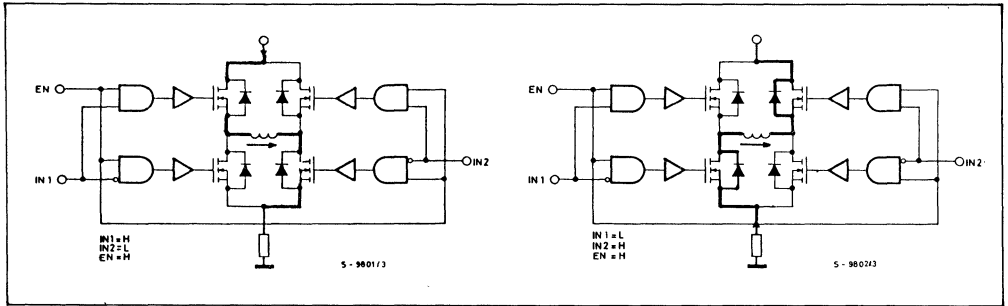 EN
IN1
IN2
IN1=H
IN2=L
EN=H
S-9801/3
EN
IN1
IN2
IN1=L
IN2=H
EN=H
S-9802/3